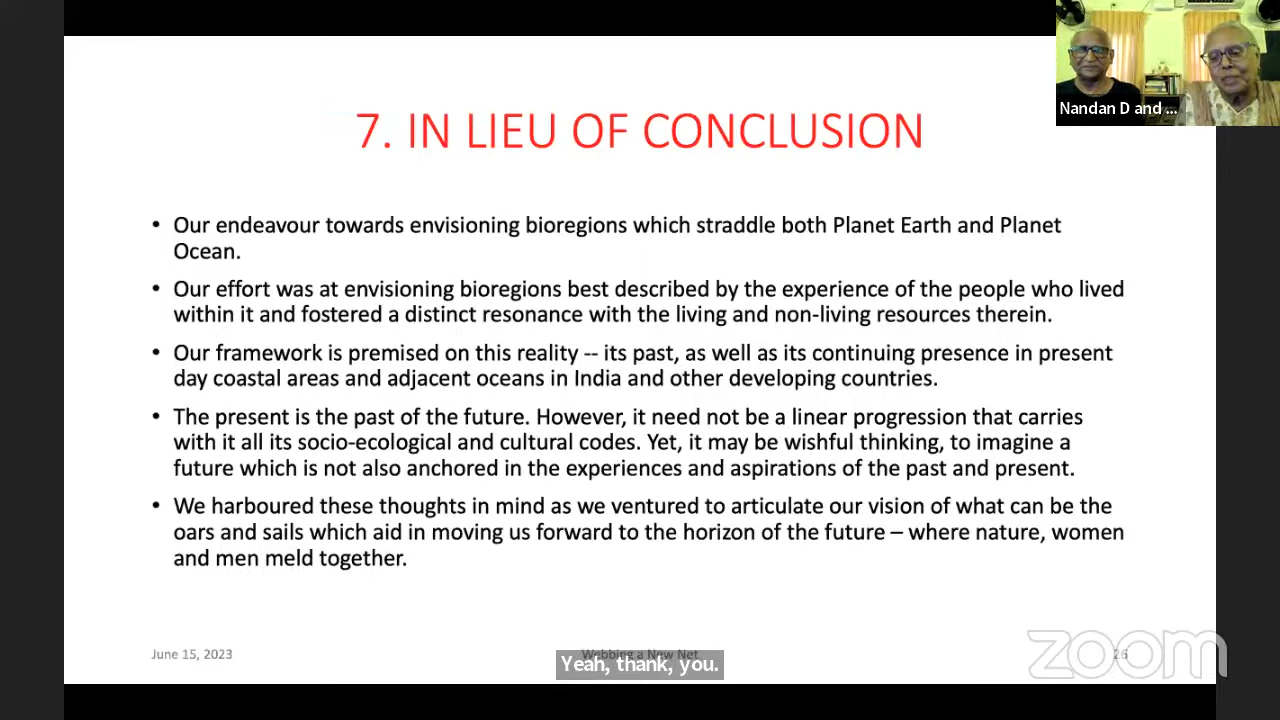 Nandan D and ...
7. IN LIEU OF CONCLUSION
• Our endeavour towards envisioning bioregions which straddle both Planet Earth and Planet
Ocean.
• Our effort was at envisioning bioregions best described by the experience of the people who lived
within it and fostered a distinct resonance with the living and non-living resources therein.
• Our framework is premised on this reality -- its past, as well as its continuing presence in present
day coastal areas and adjacent oceans in India and other developing countries.
• The present is the past of the future. However, it need not be a linear progression that carries
with it all its socio-ecological and cultural codes. Yet, it may be wishful thinking, to imagine a
future which is not also anchored in the experiences and aspirations of the past and present.
• We harboured these thoughts in mind as we ventured to articulate our vision of what can be the
oars and sails which aid in moving us forward to the horizon of the future – where nature, women
and men meld together.
June 15, 2023
Webbing a New Net
26
zoom
Yeah, thank, you.